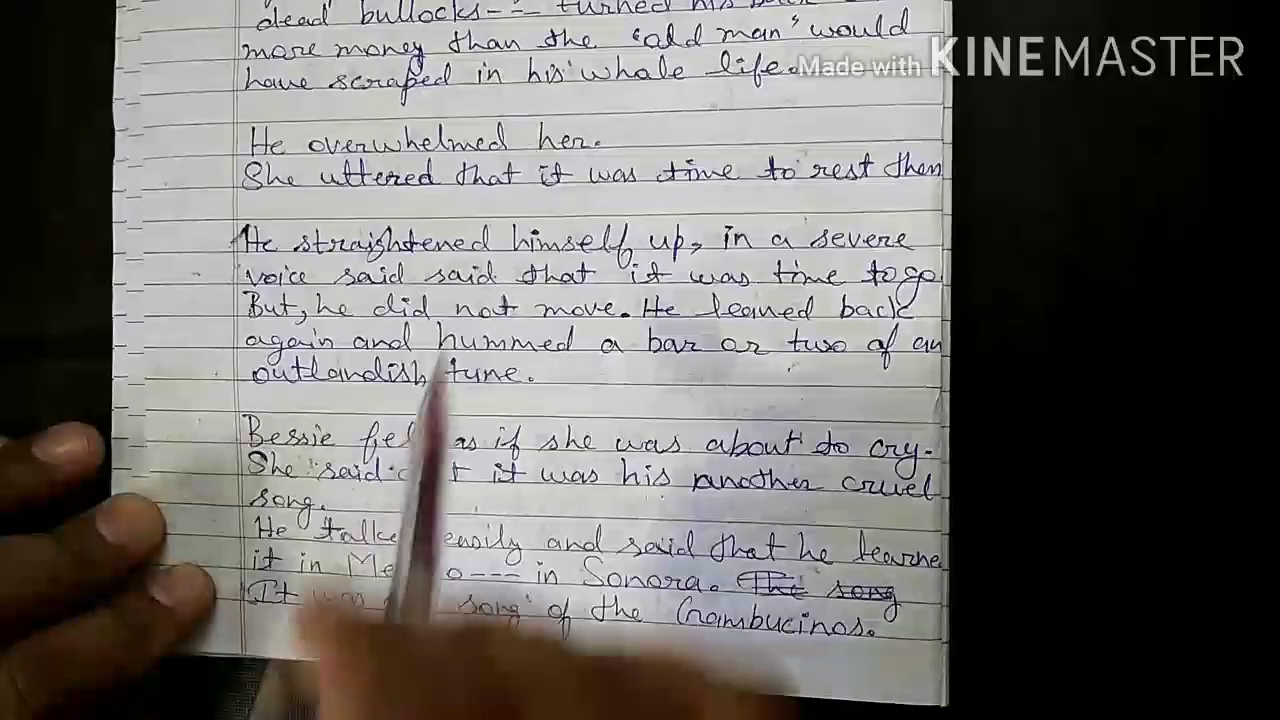 dead bullocks--- turned his back
more money than the "old man" would
have scraped in his whole life.
Made with KINEMASTER
He overwhelmed her.
She uttered that it was time to rest then
He straightened himself up, in a severe
voice said said that it was time to go
But, he did not move. He leaned back
again and hummed a bar or two of an
outlandish tune.
Bessie as if she was about to cry.
She said it was his another cruel
song.
He easily and said that he learne
it in --- in Sonora. The song
It song of the Gambucinos.